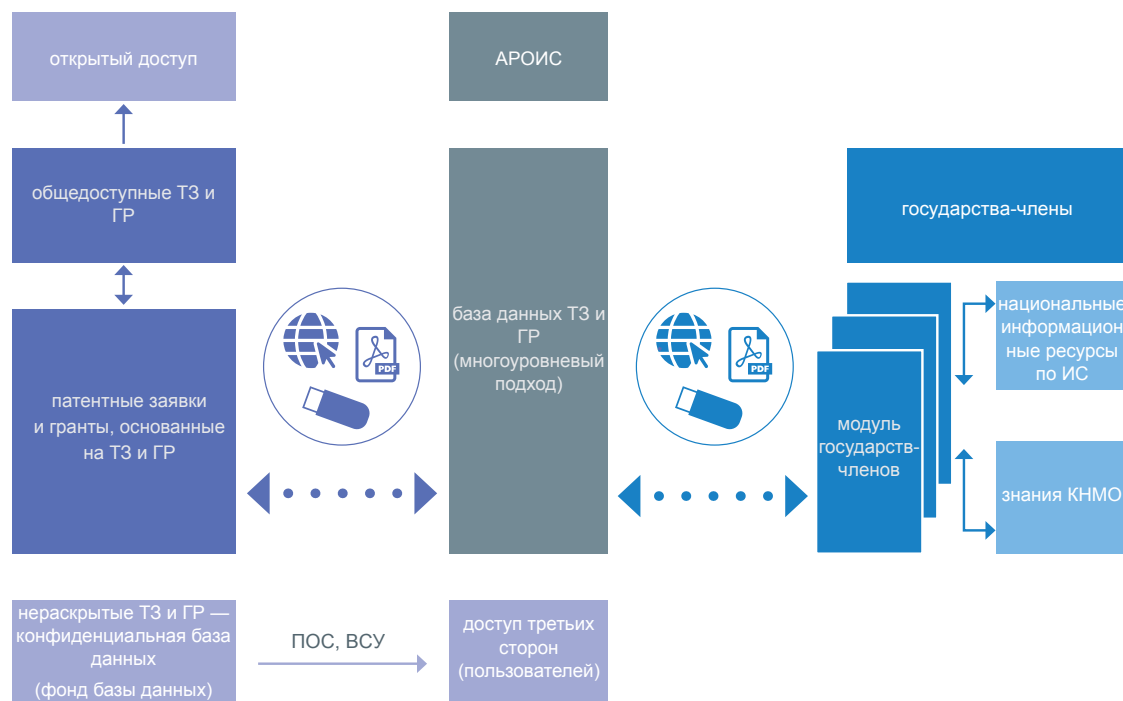 открытый доступ
АРОИС
общедоступные ТЗ и
ГР
государства-члены
патентные заявки
и гранты, основанные
на ТЗ и ГР
PDF
база данных ТЗ и
ГР
(многоуровневый
подход)
PDF
модуль
государств-
членов
национальные
информацион
ные ресурсы
по ИС
знания КНМО
нераскрытые ТЗ и ГР —
конфиденциальная база
данных
(фонд базы данных)
ПОС, ВСУ
доступ третьих
сторон
(пользователей)